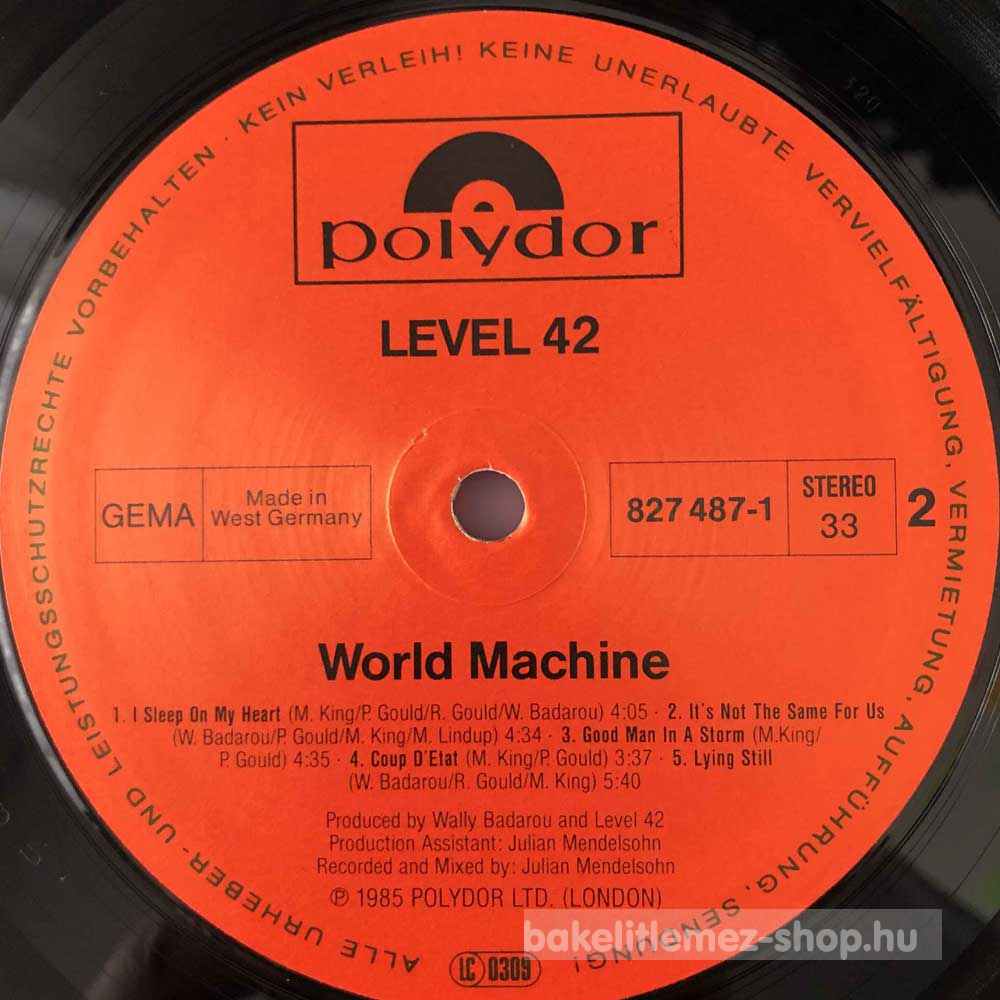 ALLE URHEBER- UND LEISTUNGSSCHUTZRECHTE VORBEHALTEN · KEIN VERLEIH! KEINE UNERLAUBTE VERVIELFÄLTIGUNG, VERMIETUNG, AUFFÜHRUNG, SENDUNG!
polydor
LEVEL 42
GEMA
Made in
West Germany
827 487-1
STEREO
33
2
World Machine
1. I Sleep On My Heart (M. King/P. Gould/R. Gould/W. Badarou) 4:05 · 2. It's Not The Same For Us
(W. Badarou/P. Gould/M. King/M. Lindup) 4:34 · 3. Good Man In A Storm (M.King/
P. Gould) 4:35 · 4. Coup D'Etat (M. King/P. Gould) 3:37 · 5. Lying Still
(W. Badarou/R. Gould/M. King) 5:40
Produced by Wally Badarou and Level 42
Production Assistant: Julian Mendelsohn
Recorded and Mixed by: Julian Mendelsohn
℗ 1985 POLYDOR LTD. (LONDON)
bakelitlemez-shop.hu
LC 0309